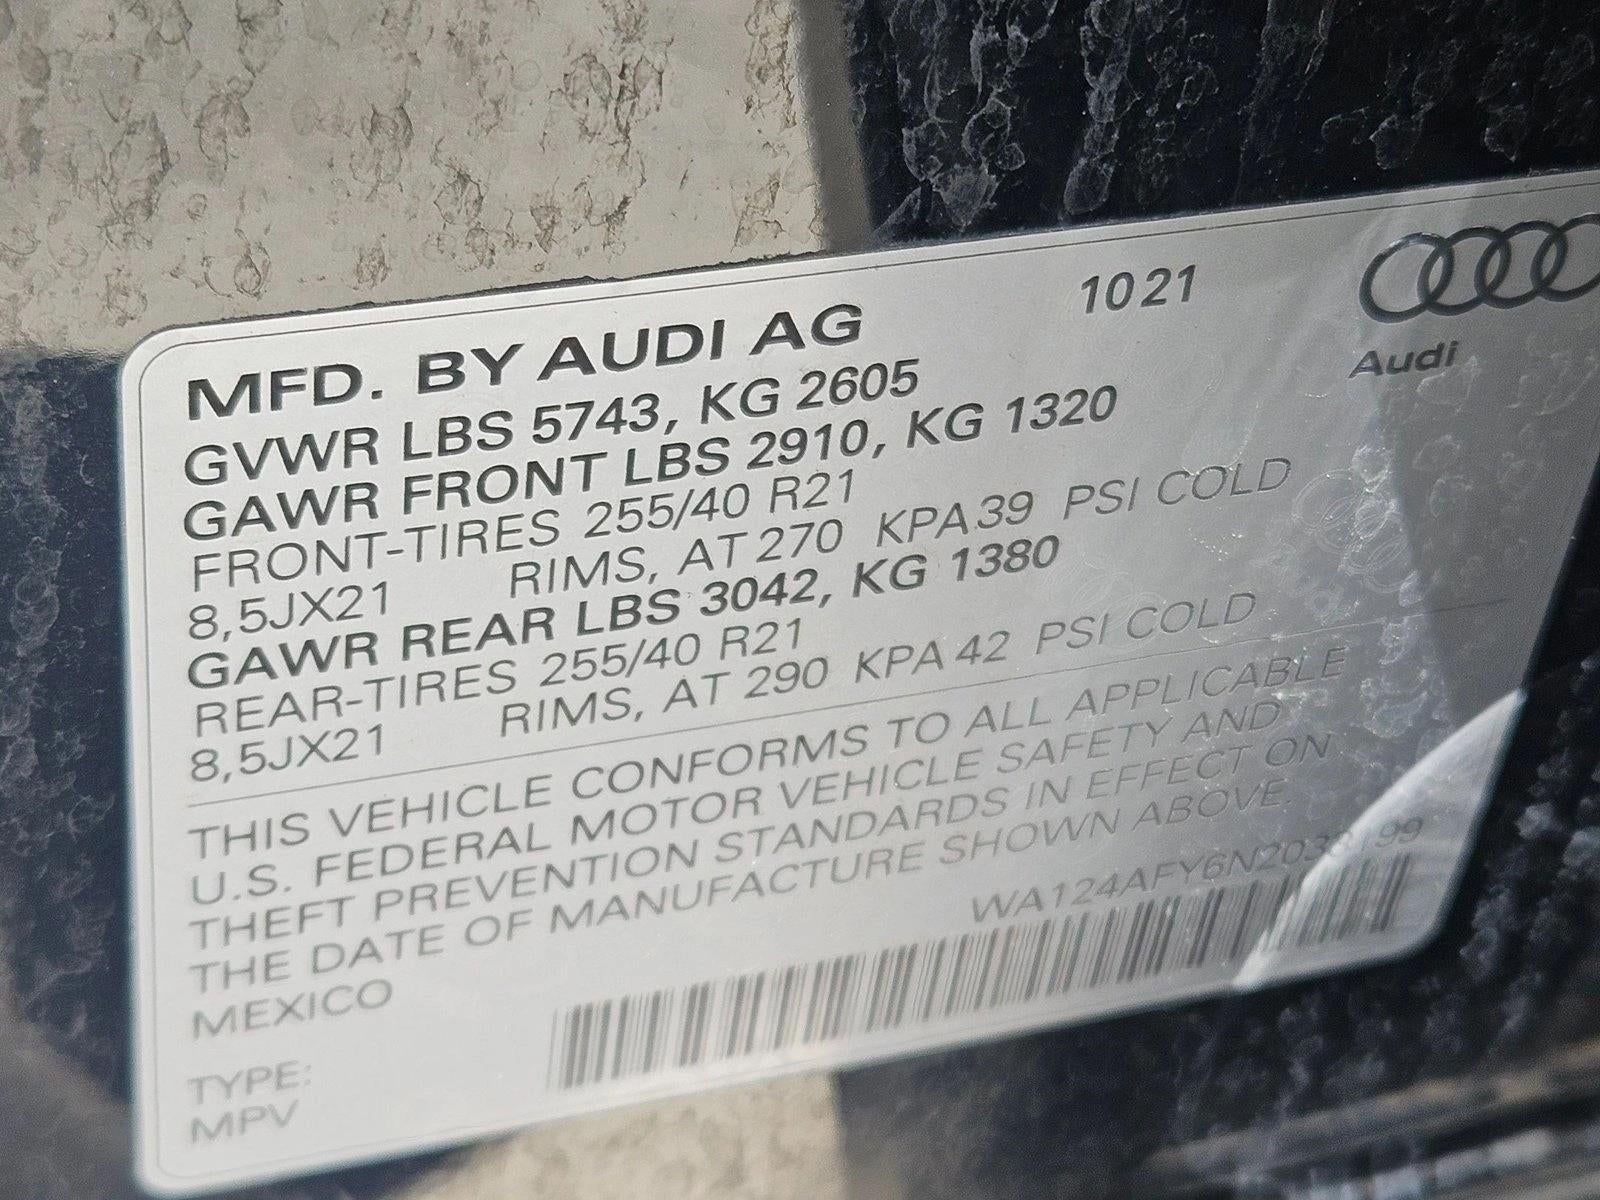 MFD. BY AUDI AG 10 21
Audi
GVWR LBS 5743, KG 2605
GAWR FRONT LBS 2910, KG 1320
FRONT-TIRES 255/40 R21
8,5JX21 RIMS, AT 270 KPA 39 PSI COLD
GAWR REAR LBS 3042, KG 1380
REAR-TIRES 255/40 R21
8,5JX21 RIMS, AT 290 KPA 42 PSI COLD
THIS VEHICLE CONFORMS TO ALL APPLICABLE
U.S. FEDERAL MOTOR VEHICLE SAFETY AND
THEFT PREVENTION STANDARDS IN EFFECT ON
THE DATE OF MANUFACTURE SHOWN ABOVE.
MEXICO
TYPE:
MPV